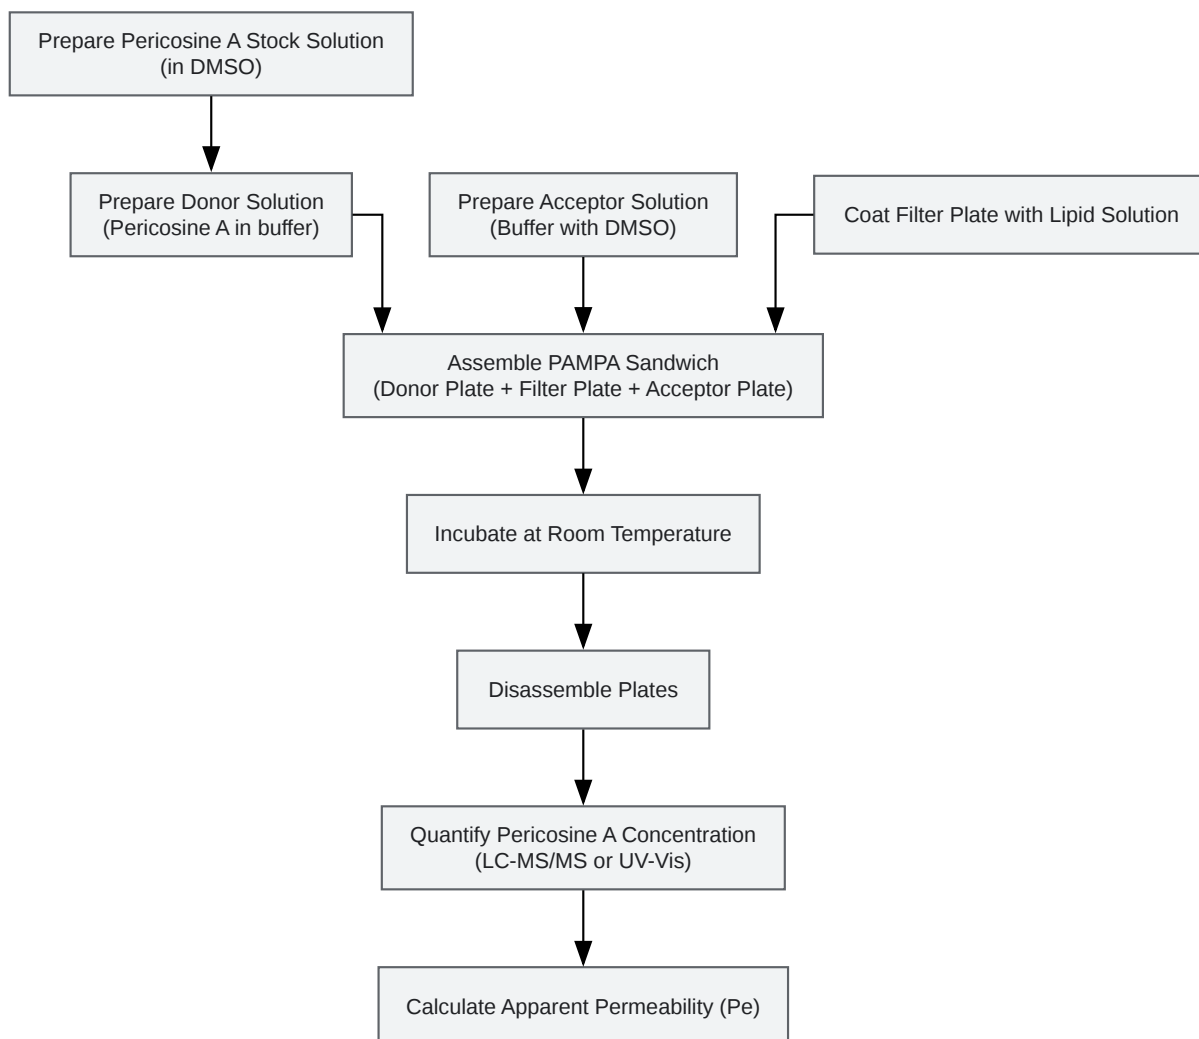 Prepare Pericosine A Stock Solution
(in DMSO)
Prepare Donor Solution
(Pericosine A in buffer)
Prepare Acceptor Solution
(Buffer with DMSO)
Coat Filter Plate with Lipid Solution
Assemble PAMPA Sandwich
(Donor Plate + Filter Plate + Acceptor Plate)
Incubate at Room Temperature
Disassemble Plates
Quantify Pericosine A Concentration
(LC-MS/MS or UV-Vis)
Calculate Apparent Permeability (Pe)